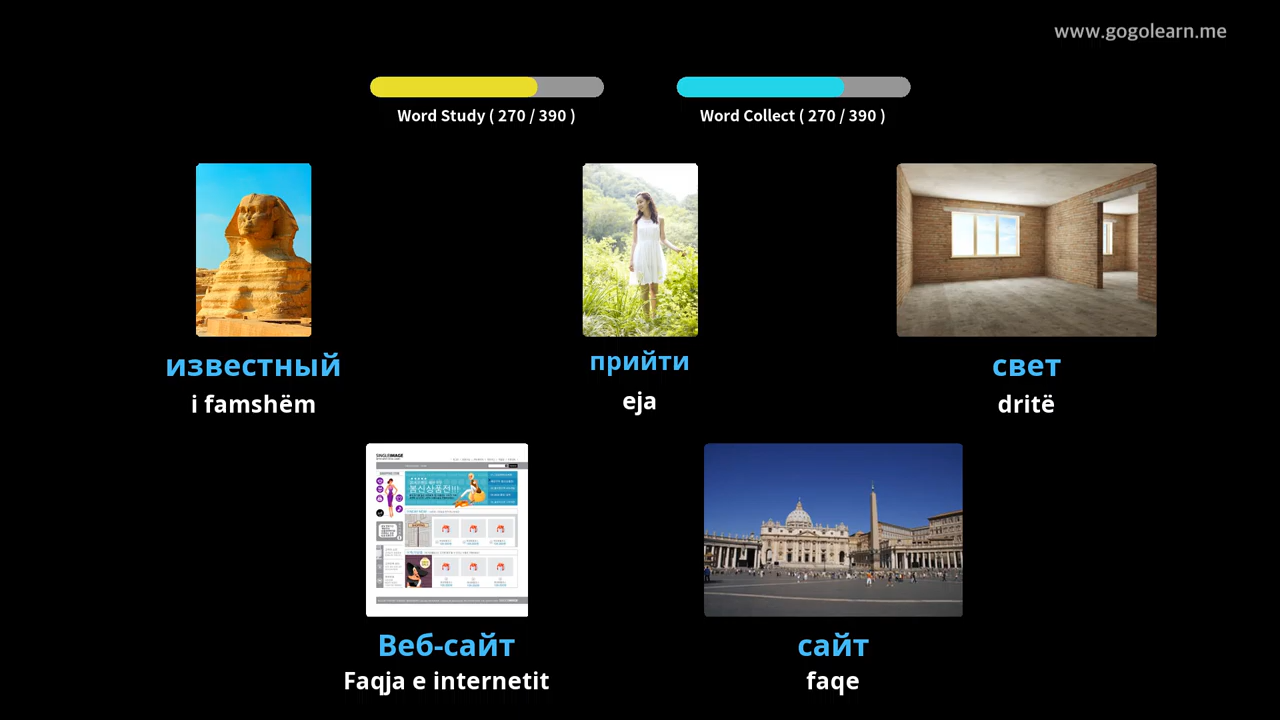 www.gogolearn.me
Word Study ( 270 / 390 )
Word Collect ( 270 / 390 )
известный
i famshëm
прийти
eja
свет
dritë
Веб-сайт
Faqja e internetit
сайт
faqe